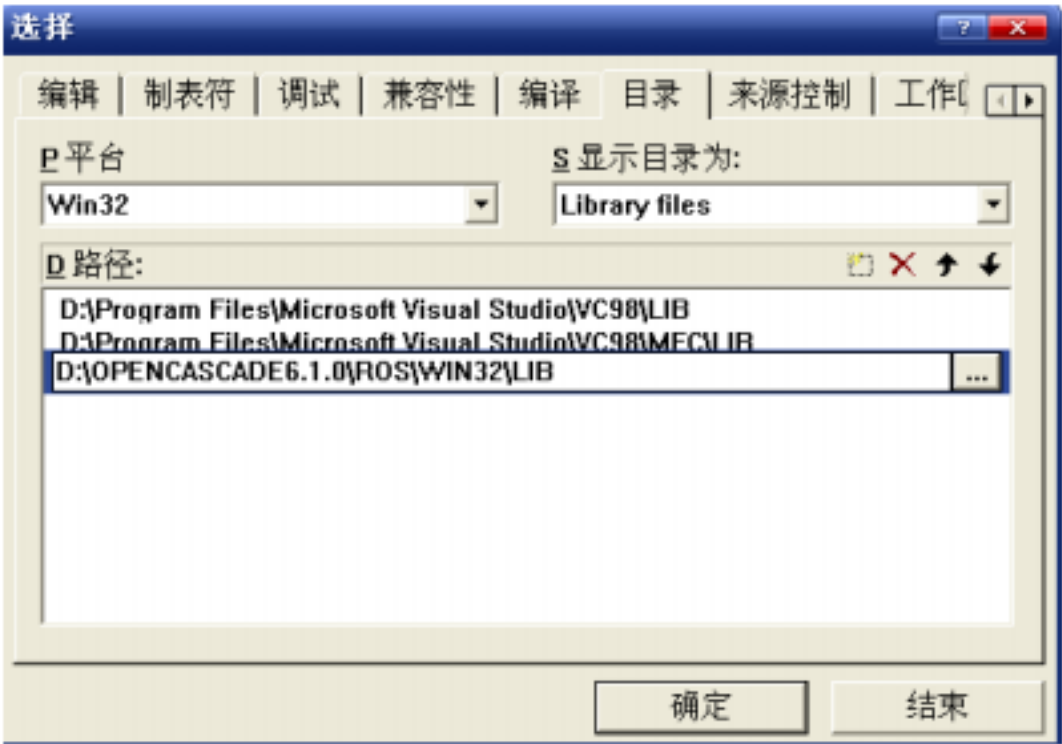 选择
编辑 制表符 调试 兼容性 编译 目录 来源控制 工作
P 平台 S 显示目录为:
Win32 Library files
D 路径:
D:\Program Files\Microsoft Visual Studio\VC98\LIB
D:\Program Files\Microsoft Visual Studio\VC98\MFC\LIB
D:\OPENCASCADE6.1.0\ROS\WIN32\LIB ...
确定 结束